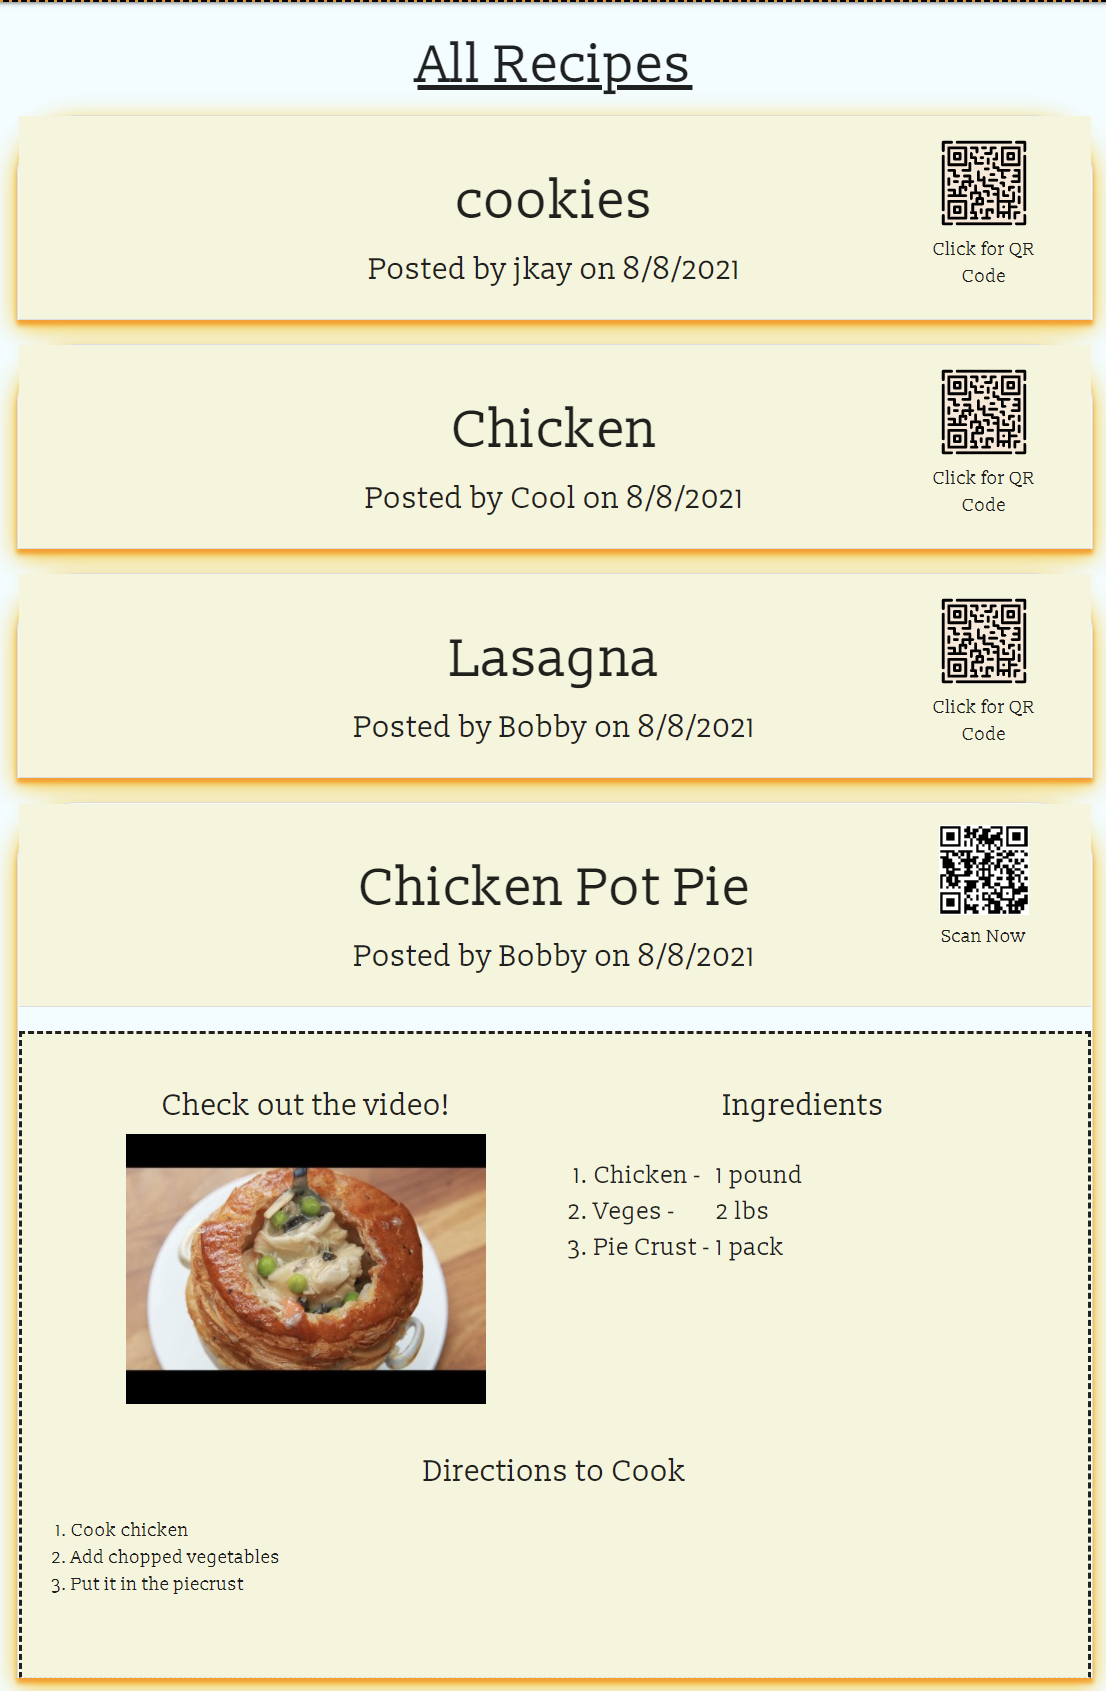 All Recipes
cookies
Posted by jkay on 8/8/2021
Click for QR
Code
Chicken
Posted by Cool on 8/8/2021
Click for QR
Code
Lasagna
Posted by Bobby on 8/8/2021
Click for QR
Code
Chicken Pot Pie
Posted by Bobby on 8/8/2021
Scan Now
Check out the video!
Ingredients
1. Chicken - 1 pound
2. Veges - 2 lbs
3. Pie Crust - 1 pack
Directions to Cook
1. Cook chicken
2. Add chopped vegetables
3. Put it in the piecrust